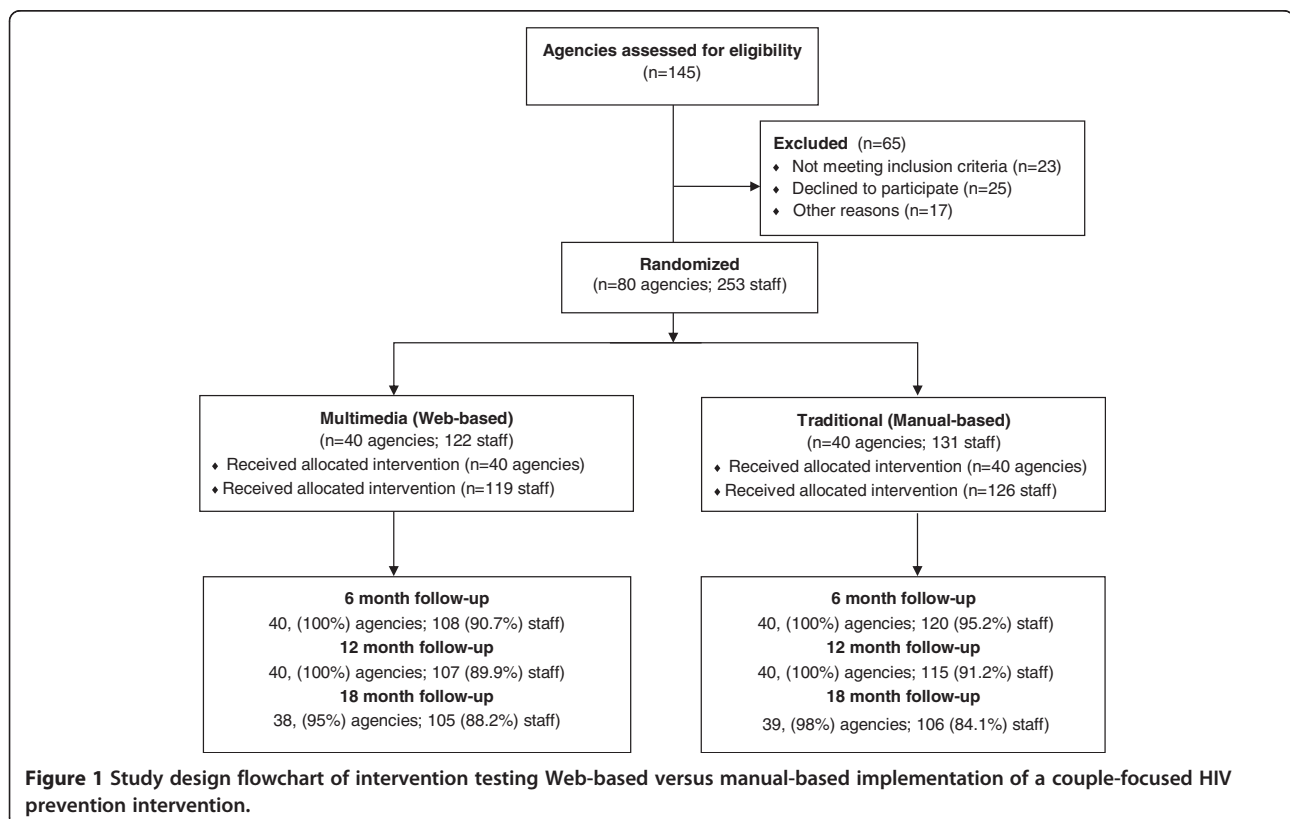 Agencies assessed for eligibility
(n=145)
Excluded (n=65)
♦ Not meeting inclusion criteria (n=23)
♦ Declined to participate (n=25)
♦ Other reasons (n=17)
Randomized
(n=80 agencies; 253 staff)
Multimedia (Web-based)
(n=40 agencies; 122 staff)
♦ Received allocated intervention (n=40 agencies)
♦ Received allocated intervention (n=119 staff)
Traditional (Manual-based)
(n=40 agencies; 131 staff)
♦ Received allocated intervention (n=40 agencies)
♦ Received allocated intervention (n=126 staff)
6 month follow-up
40, (100%) agencies; 108 (90.7%) staff)
12 month follow-up
40, (100%) agencies; 107 (89.9%) staff)
18 month follow-up
38, (95%) agencies; 105 (88.2%) staff)
6 month follow-up
40, (100%) agencies; 120 (95.2%) staff)
12 month follow-up
40, (100%) agencies; 115 (91.2%) staff)
18 month follow-up
39, (98%) agencies; 106 (84.1%) staff)
Figure 1 Study design flowchart of intervention testing Web-based versus manual-based implementation of a couple-focused HIV
prevention intervention.